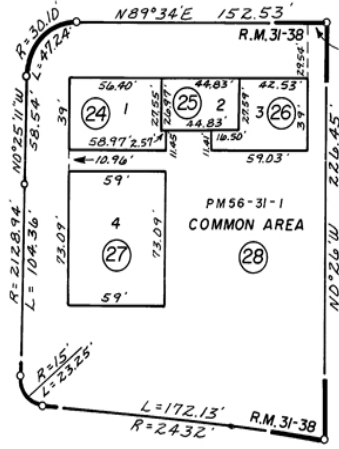 N89°34'E 152.53'
R=30.10'
L=47.24'
R.M.31-38
29.54'
56.40'
44.83'
42.53'
24
1
27.55'
26.97'
25
2
27.59'
3
26
39'
39'
44.83'
58.97'
2.57'
11.45'
11.41'
16.50'
59.03'
10.96'
N0°25'11"W
58.54'
59'
4
27
73.09'
73.09'
59'
PM56-31-1
COMMON AREA
28
226.45'
N0°26'W
R=2128.94'
L=104.36'
R=15'
L=23.25'
L=172.13'
R=2432'
R.M.31-38